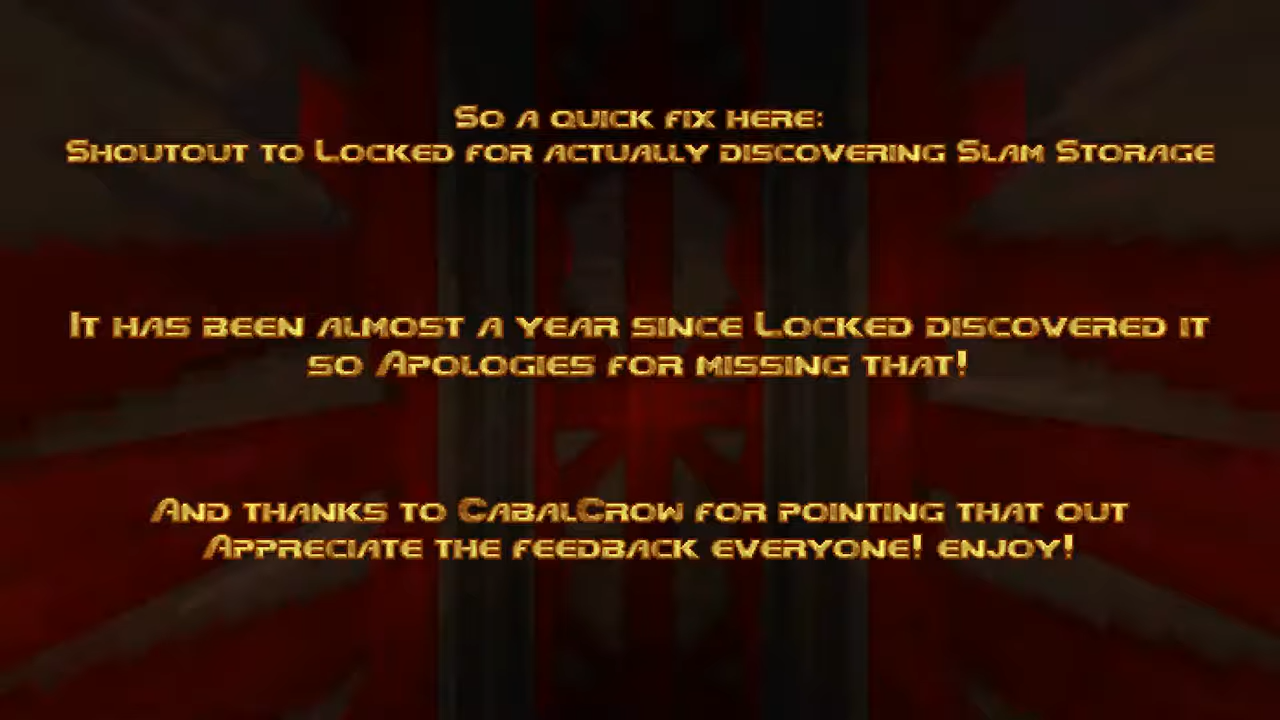 So a quick fix here:
Shoutout to Locked for actually discovering Slam Storage
It has been almost a year since Locked discovered it
so Apologies for missing that!
And thanks to CabalCrow for pointing that out
Appreciate the feedback everyone! enjoy!